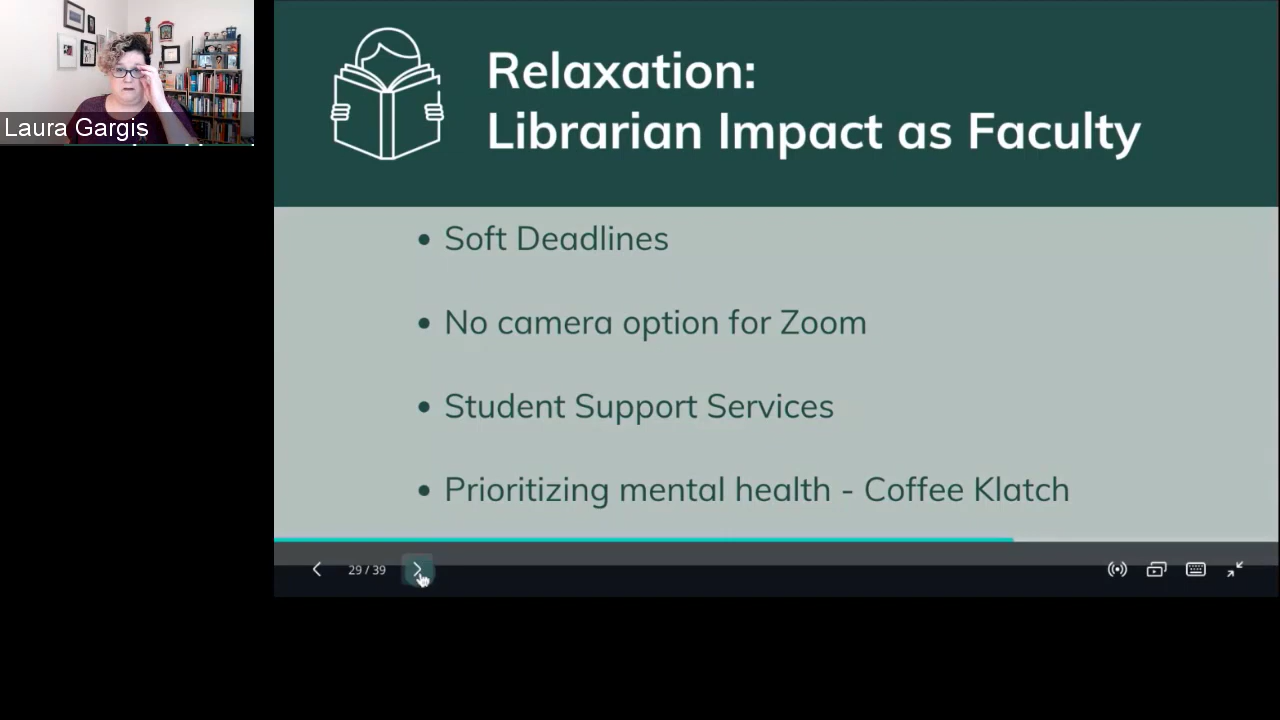 Laura Gargis
Relaxation:
Librarian Impact as Faculty
• Soft Deadlines
• No camera option for Zoom
• Student Support Services
• Prioritizing mental health - Coffee Klatch
29 / 39